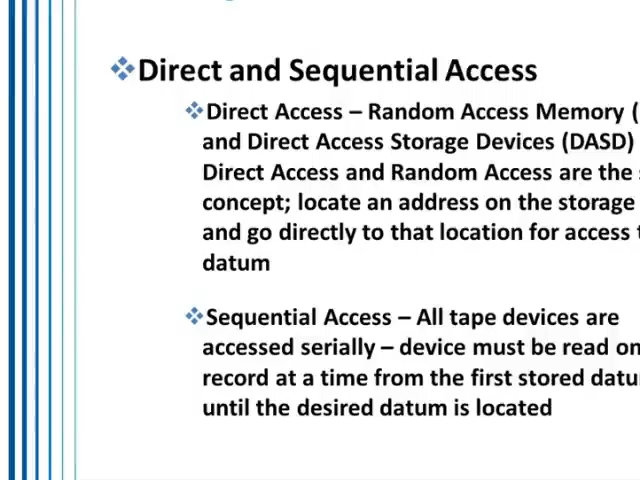 Direct and Sequential Access
Direct Access – Random Access Memory (
and Direct Access Storage Devices (DASD)
Direct Access and Random Access are the
concept; locate an address on the storage
and go directly to that location for access
datum
Sequential Access – All tape devices are
accessed serially – device must be read
record at a time from the first stored
until the desired datum is located